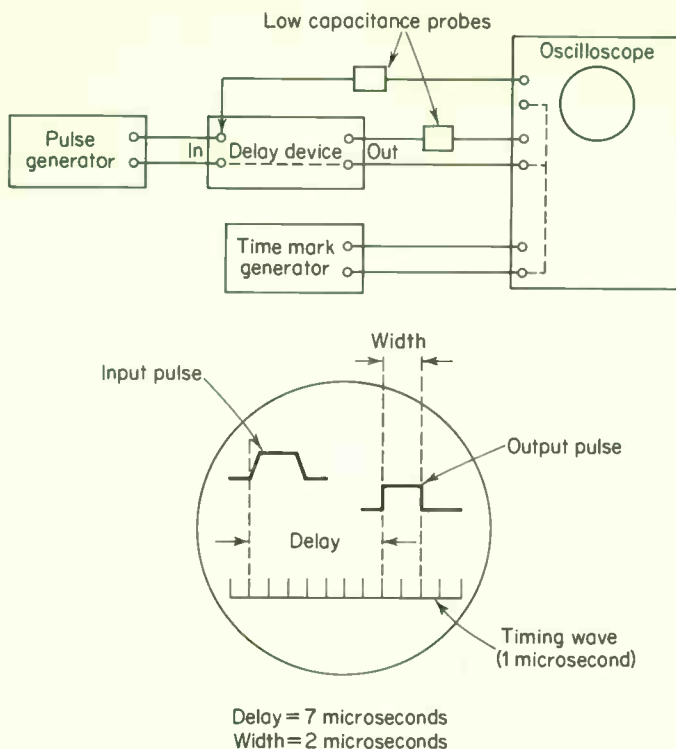 Low capacitance probes
Oscilloscope
Pulse
generator
In
Delay device
Out
Time mark
generator
Width
Input pulse
Output pulse
Delay
Timing wave
(1 microsecond)
Delay = 7 microseconds
Width = 2 microseconds